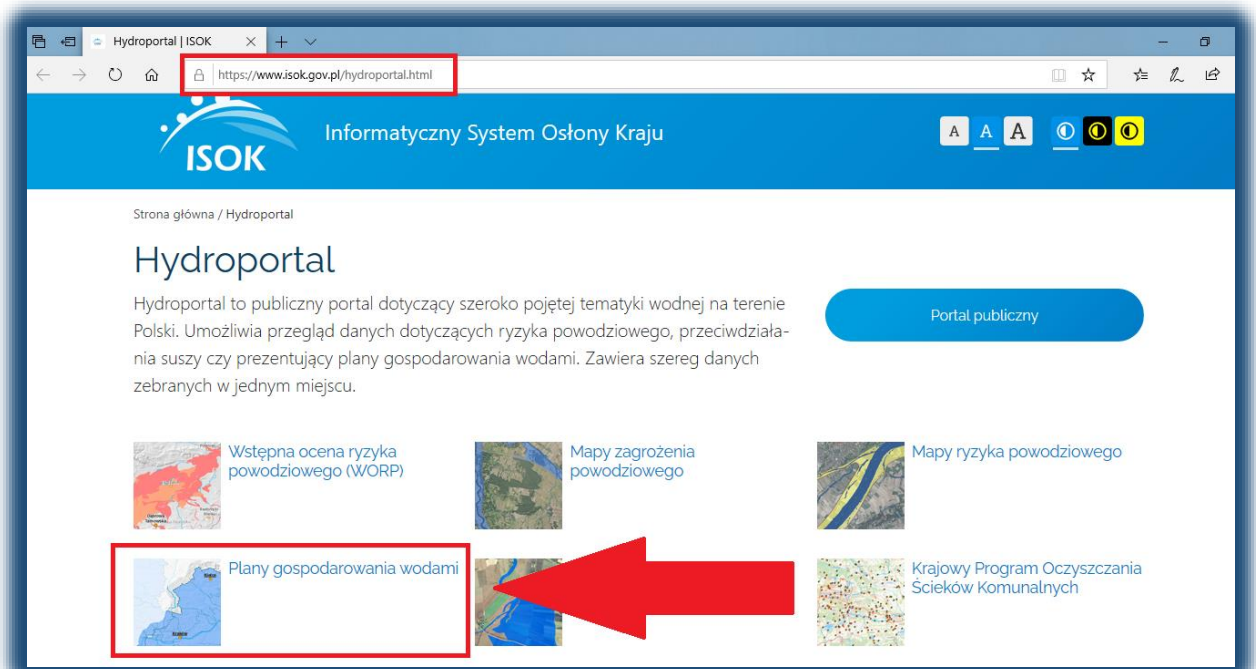 Hydroportal | ISOK
https://www.isok.gov.pl/hydroportal.html
ISOK
Informatyczny System Osłony Kraju
A A A
Strona główna / Hydroportal
Hydroportal
Hydroportal to publiczny portal dotyczący szeroko pojętej tematyki wodnej na terenie
Polski. Umożliwia przegląd danych dotyczących ryzyka powodziowego, przeciwdziała-
nia suszy czy prezentujący plany gospodarowania wodami. Zawiera szereg danych
zebranych w jednym miejscu.
Portal publiczny
Wstępna ocena ryzyka
powodziowego (WORP)
Mapy zagrożenia
powodziowego
Mapy ryzyka powodziowego
Plany gospodarowania wodami
Krajowy Program Oczyszczania
Ścieków Komunalnych